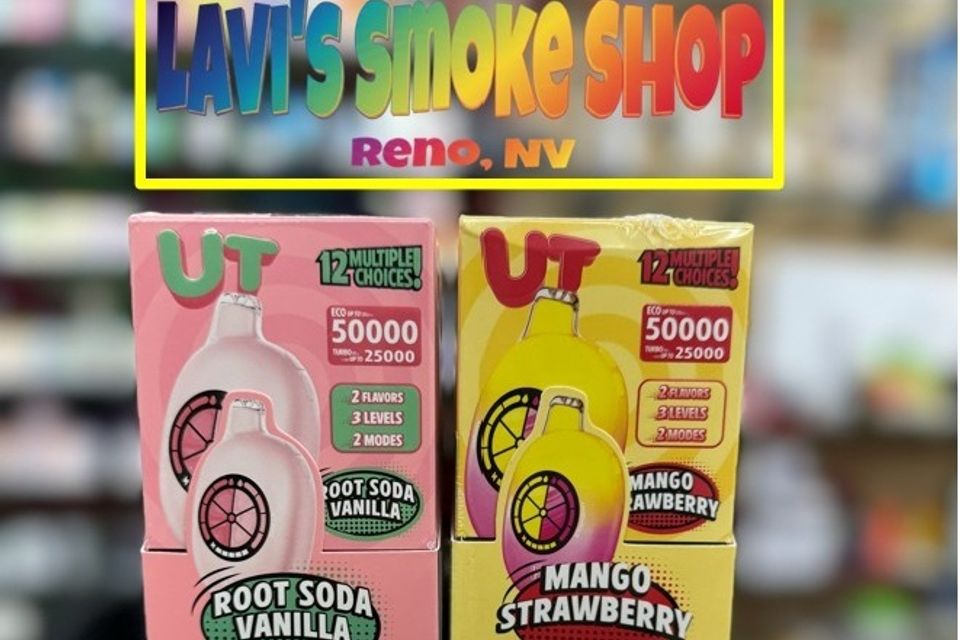 LAVI'S SMOKE SHOP
Reno, NV
UT
12 MULTIPLE CHOICES!
ECO UP TO
50000
TURBO UP TO 25000
2 FLAVORS
3 LEVELS
2 MODES
ROOT SODA
VANILLA
ROOT SODA
VANILLA
UT
12 MULTIPLE CHOICES!
ECO UP TO
50000
TURBO UP TO 25000
2 FLAVORS
3 LEVELS
2 MODES
MANGO
RAWBERRY
MANGO
STRAWBERRY